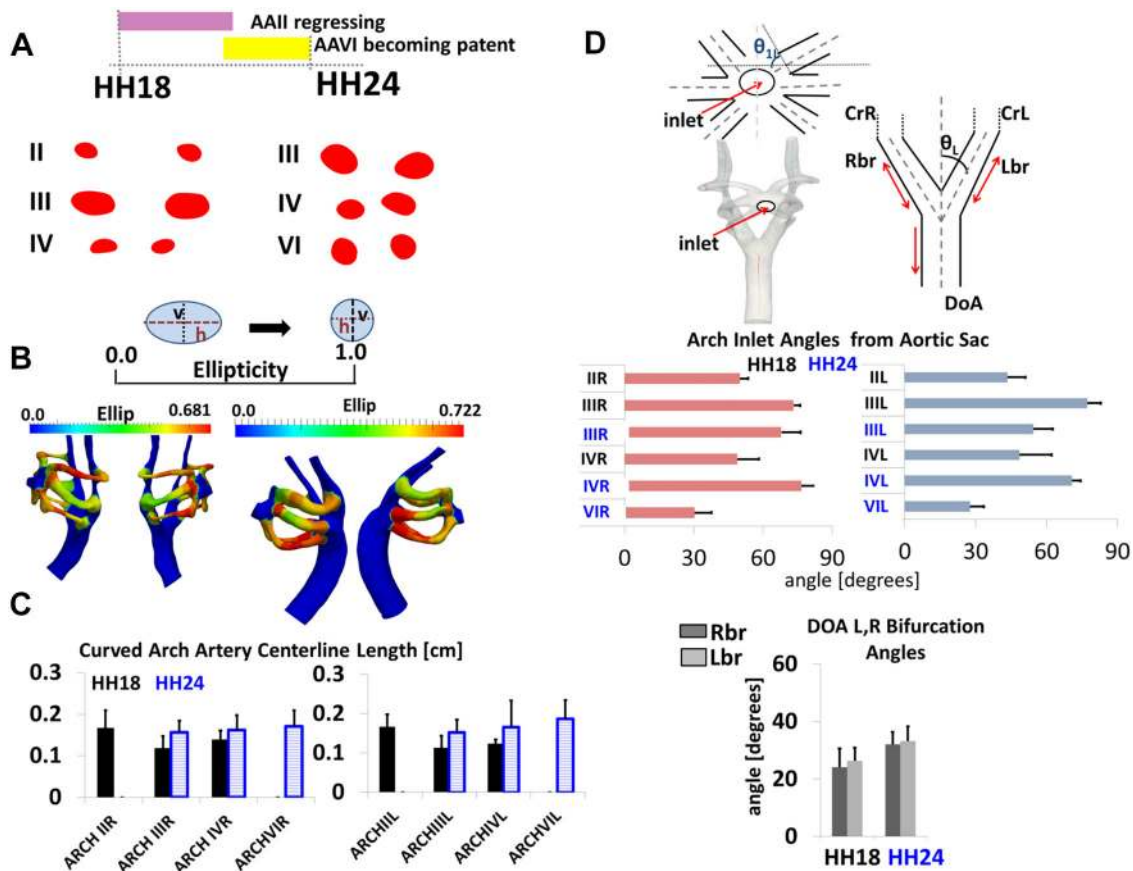 A
AAII regressing
AAVI becoming patent
HH18
HH24
II
III
IV
III
IV
VI
v
h
v
h
B
0.0
1.0
Ellipticity
0.0
Ellip
0.681
0.0
Ellip
0.722
C
Curved Arch Artery Centerline Length [cm]
HH18 HH24
0.3
0.2
0.1
0
ARCH IIR
ARCH IIIR
ARCH IVR
ARCHVIR
0.3
0.2
0.1
0
ARCHIIL
ARCHIIIL
ARCHIVL
ARCHVIL
D
θ1L
inlet
inlet
CrR
CrL
Rbr
θL
Lbr
DoA
Arch Inlet Angles from Aortic Sac
HH18 HH24
IIR
IIIR
IIIR
IVR
IVR
VIR
0 30 60 90
IIL
IIIL
IIIL
IVL
IVL
VIL
0 30 60 90
angle [degrees]
Rbr
Lbr
DOA L,R Bifurcation
Angles
angle [degrees]
60
40
20
0
HH18 HH24